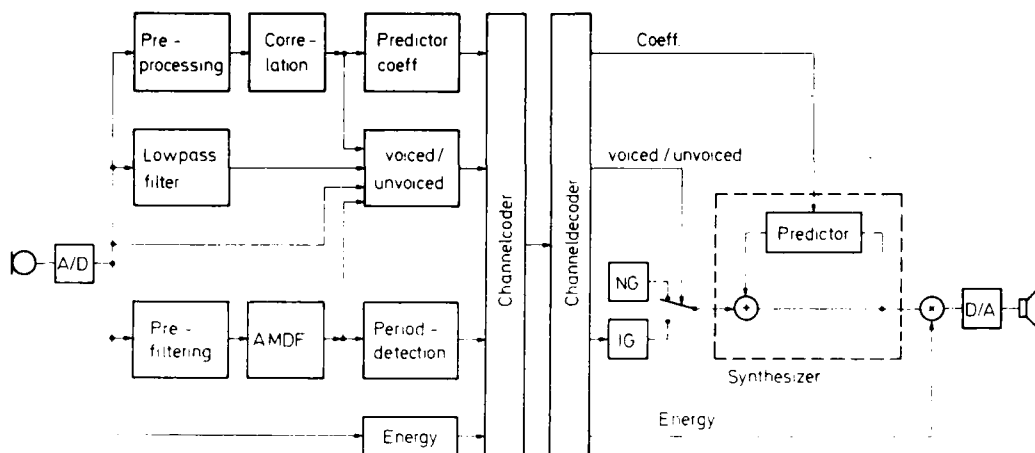 Pre-
processing
Corre-
lation
Predictor
coeff
Lowpass
filter
voiced/
unvoiced
A/D
Pre-
filtering
AMDF
Period-
detection
Energy
Channelcoder
Channeldecoder
Coeff.
voiced / unvoiced
NG
IG
Predictor
Synthesizer
D/A
Energy